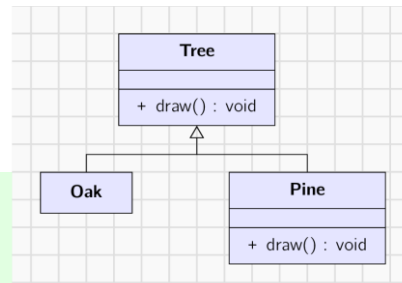 Tree
+ draw() : void
Oak
Pine
+ draw() : void